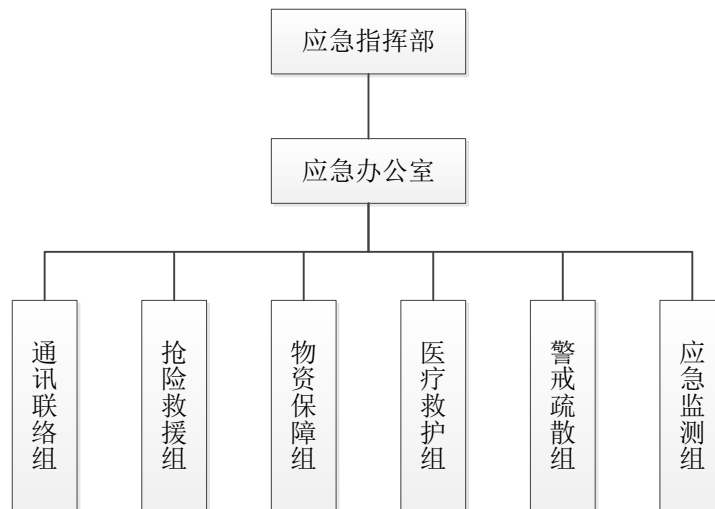 应急指挥部
应急办公室
通讯联络组
抢险救援组
物资保障组
医疗救护组
警戒疏散组
应急监测组